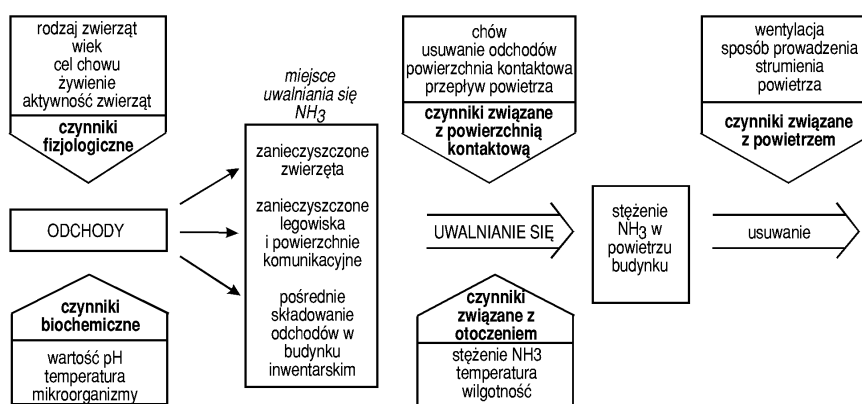 rodzaj zwierząt
wiek
cel chowu
żywienie
aktywność zwierząt
czynniki
fizjologiczne
ODCHODY
czynniki
biochemiczne
wartość pH
temperatura
mikroorganizmy
miejsce
uwalniania się
NH3
zanieczyszczone
zwierzęta
zanieczyszczone
legowiska
i powierzchnie
komunikacyjne
pośrednie
składowanie
odchodów w
budynku
inwentarskim
chów
usuwanie odchodów
powierzchnia kontaktowa
przepływ powietrza
czynniki związane
z powierzchnią
kontaktową
UWALNIANIE SIĘ
czynniki
związane z
otoczeniem
stężenie NH3
temperatura
wilgotność
stężenie
NH3 w
powietrzu
budynku
wentylacja
sposób prowadzenia
strumienia
powietrza
czynniki związane
z powietrzem
usuwanie